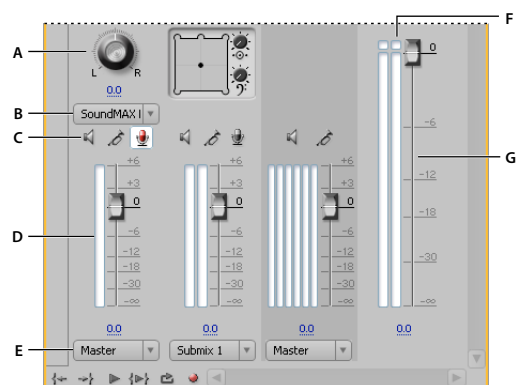 F
A
0
L R
0.0
B
SoundMAX I
-6
C
G
+6 +6 +6
-12
+3 +3 +3
0 0 0
-18
D
-6 -6 -6
-12 -12 -12
-30
-18 -18 -18
-30 -30 -30
-∞ -∞ -∞ -∞
0.0 0.0 0.0 0.0
E
Master Submix 1 Master